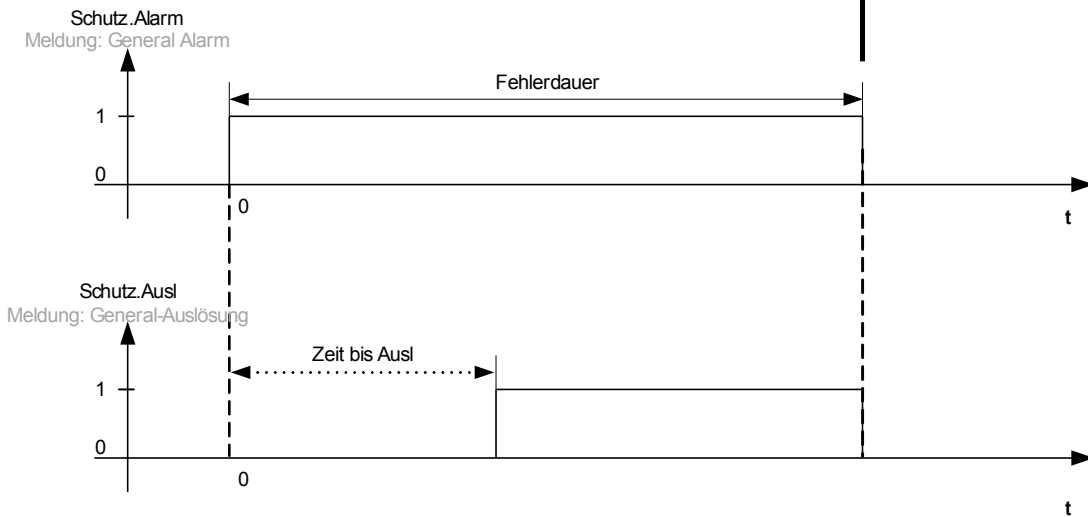 Schutz.Alarm
Meldung: General Alarm
Fehlerdauer
1
0
0
t
Schutz.Ausl
Meldung: General-Auslösung
Zeit bis Ausl
1
0
0
t